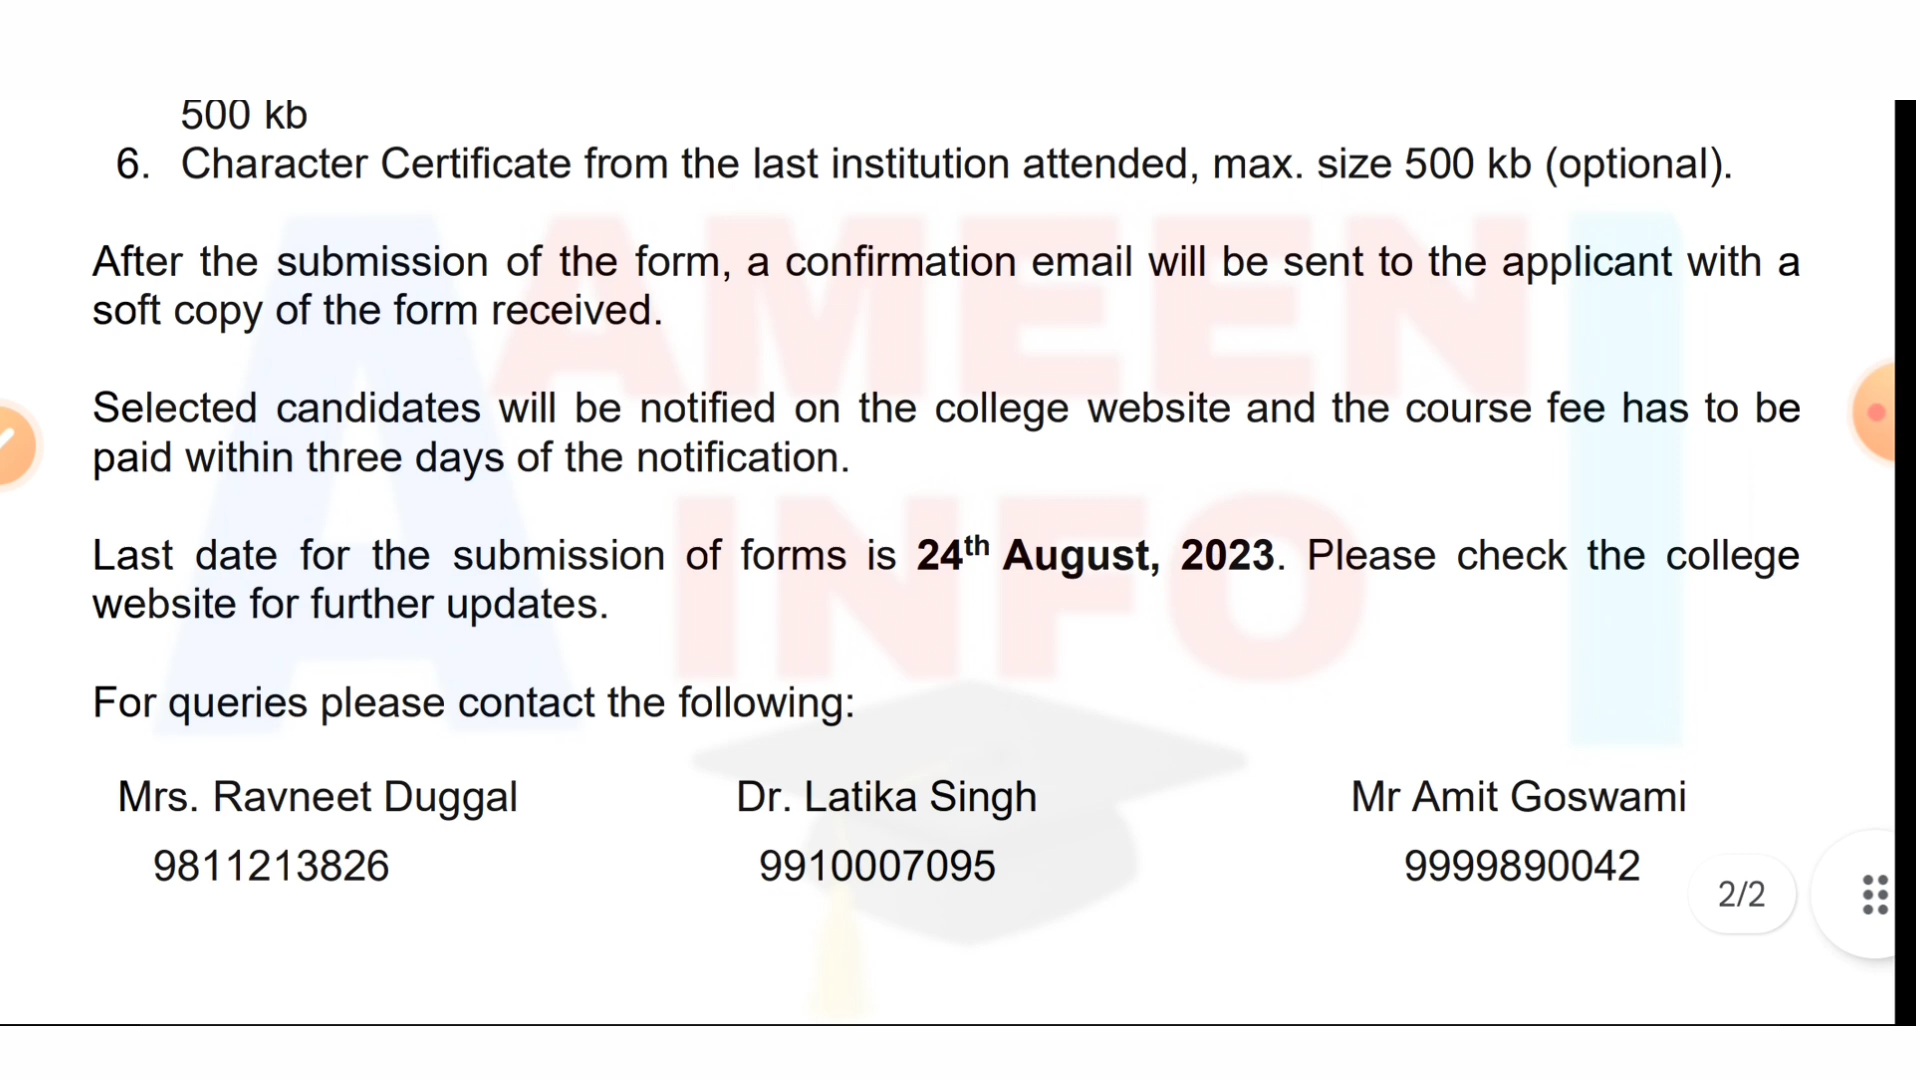 500 kb
6. Character Certificate from the last institution attended, max. size 500 kb (optional).
After the submission of the form, a confirmation email will be sent to the applicant with a
soft copy of the form received.
Selected candidates will be notified on the college website and the course fee has to be
paid within three days of the notification.
Last date for the submission of forms is 24th August, 2023. Please check the college
website for further updates.
For queries please contact the following:
Mrs. Ravneet Duggal Dr. Latika Singh Mr Amit Goswami
9811213826 9910007095 9999890042
2/2
A AMEEN I
INFO